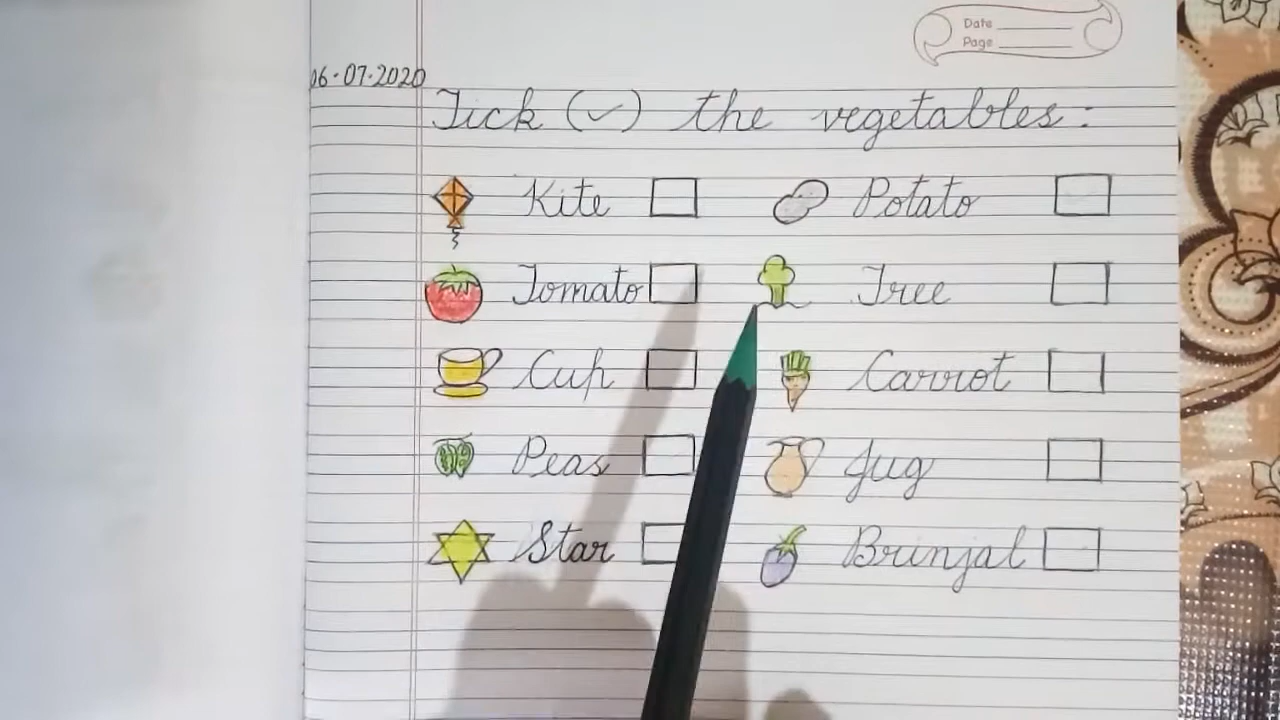 Date
Page
06-07-2020
Tick (✓) the vegetables:
Kite Potato
Tomato Tree
Cup Carrot
Peas Jug
Star Brinjal